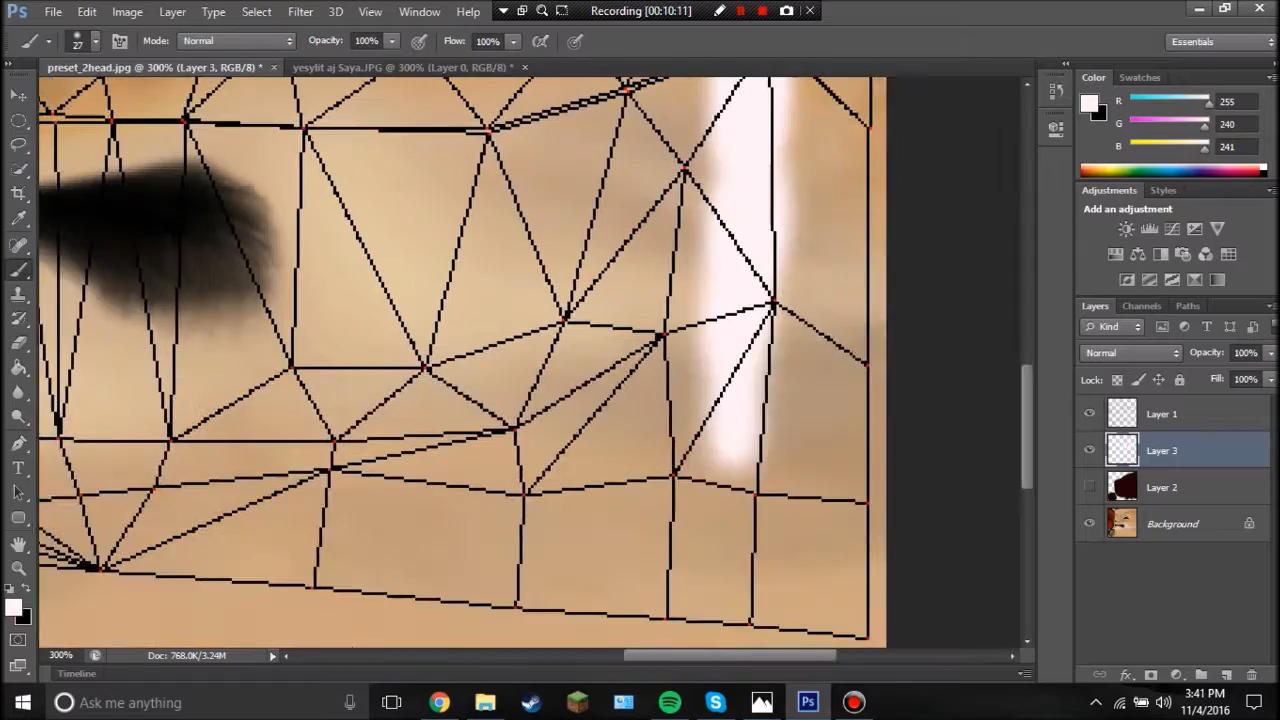 Ps File Edit Image Layer Type Select Filter 3D View Window Help
Recording [00:10:11]
27 Mode: Normal Opacity: 100% Flow: 100% Essentials
preset_2head.jpg @ 300% (Layer 3, RGB/8) * × yesylit aj Saya.JPG @ 300% (Layer 0, RGB/8) * ×
Color Swatches
R 255
G 240
B 241
Adjustments Styles
Add an adjustment
Layers Channels Paths
Kind
Normal Opacity: 100%
Lock: Fill: 100%
Layer 1
Layer 3
Layer 2
Background
300% Doc: 768.0K/3.24M
Timeline
Ask me anything
Ps
3:41 PM
11/4/2016